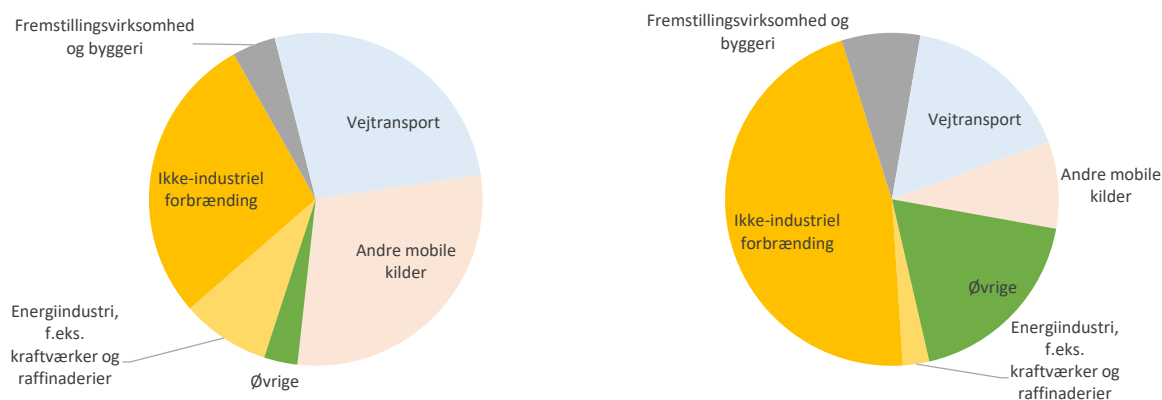 Fremstillingsvirksomhed
og byggeri
Vejtransport
Ikke-industriel
forbrænding
Andre mobile
kilder
Energiindustri,
f.eks.
kraftværker og
raffinaderier
Øvrige
Fremstillingsvirksomhed og
byggeri
Vejtransport
Andre mobile
kilder
Ikke-industriel
forbrænding
Øvrige
Energiindustri,
f.eks.
kraftværker og
raffinaderier